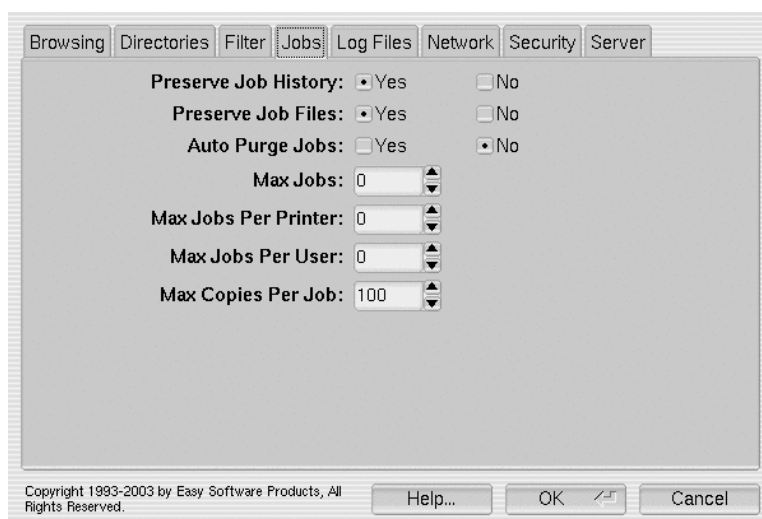 Browsing Directories Filter Jobs Log Files Network Security Server
Preserve Job History: Yes No
Preserve Job Files: Yes No
Auto Purge Jobs: Yes No
Max Jobs: 0
Max Jobs Per Printer: 0
Max Jobs Per User: 0
Max Copies Per Job: 100
Copyright 1993-2003 by Easy Software Products, All
Rights Reserved.
Help... OK Cancel